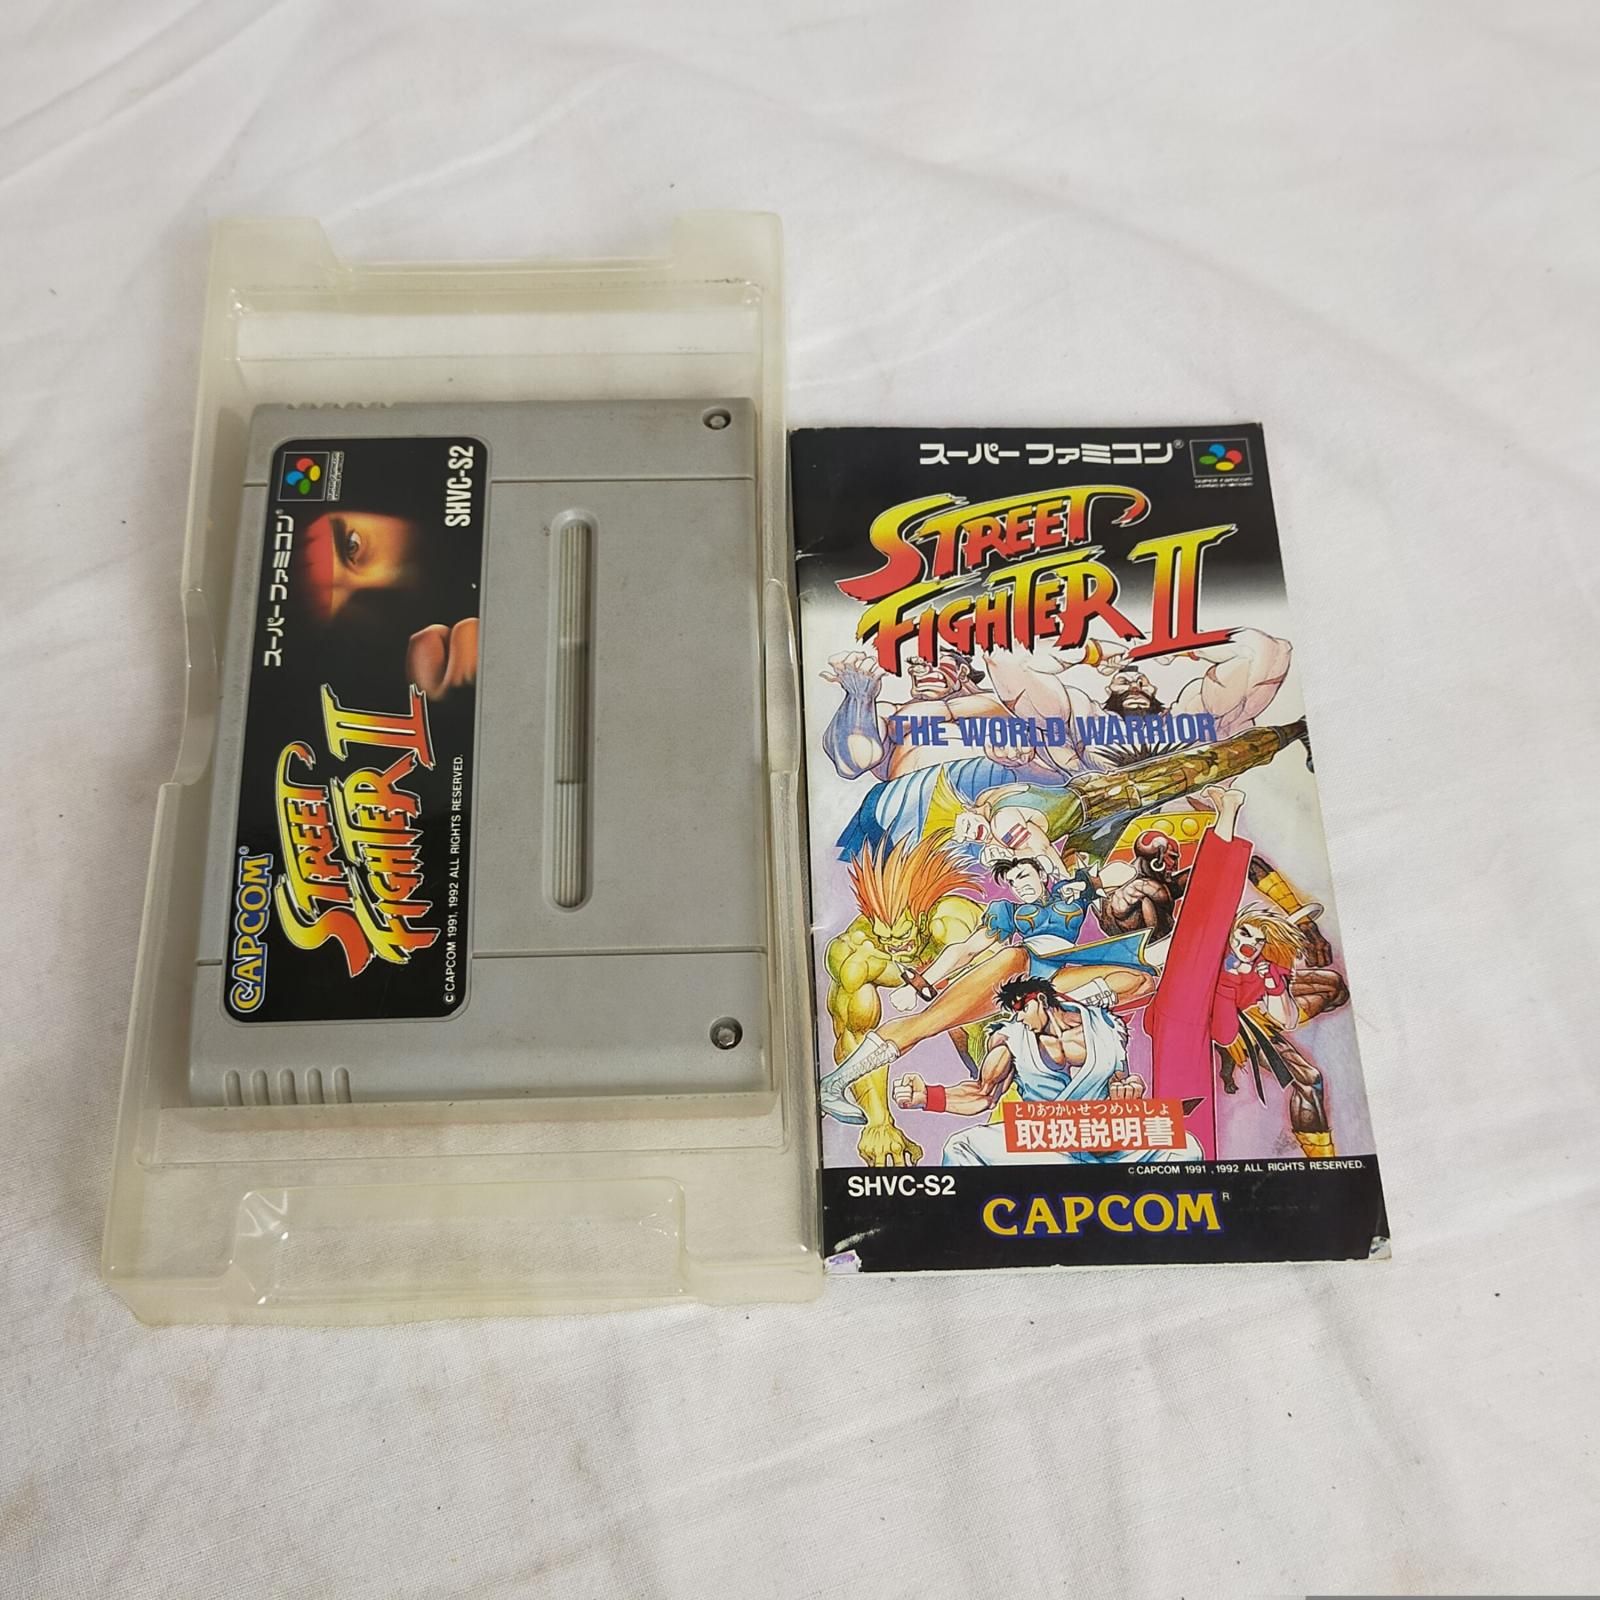 スーパーファミコン®
SHVC-S2
STREET
FIGHTER II
CAPCOM®
© CAPCOM 1991, 1992 ALL RIGHTS RESERVED.
スーパーファミコン®
SUPER FAMICOM
STREET
FIGHTER II
THE WORLD WARRIOR
とりあつかいせつめいしょ
取扱説明書
© CAPCOM 1991 , 1992 ALL RIGHTS RESERVED.
SHVC-S2
CAPCOM®